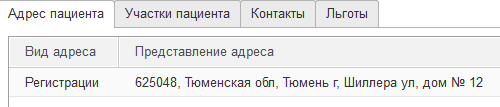 Адрес пациента Участки пациента Контакты Льготы
Вид адреса Представление адреса
Регистрации 625048, Тюменская обл, Тюмень г, Шиллера ул, дом № 12